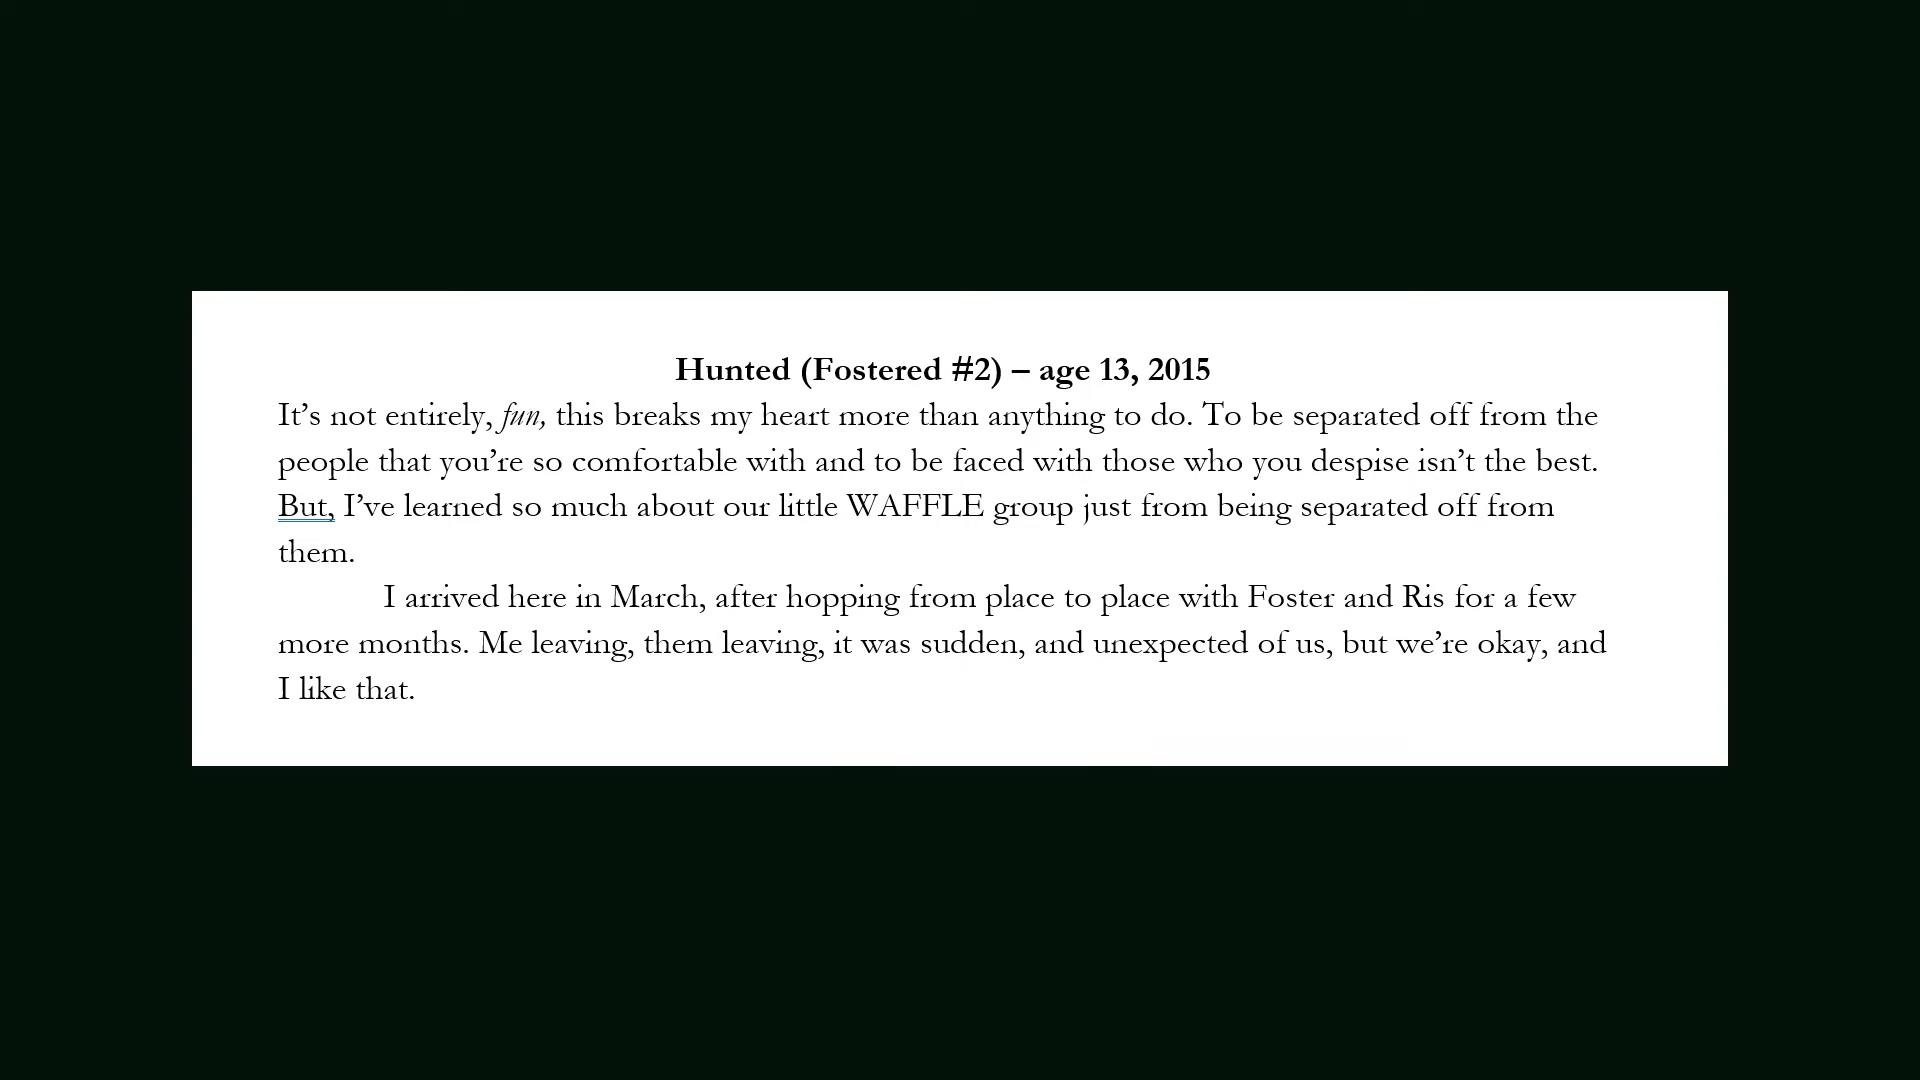 Hunted (Fostered #2) – age 13, 2015
It’s not entirely, fun, this breaks my heart more than anything to do. To be separated off from the
people that you’re so comfortable with and to be faced with those who you despise isn’t the best.
But, I’ve learned so much about our little WAFFLE group just from being separated off from
them.
I arrived here in March, after hopping from place to place with Foster and Ris for a few
more months. Me leaving, them leaving, it was sudden, and unexpected of us, but we’re okay, and
I like that.